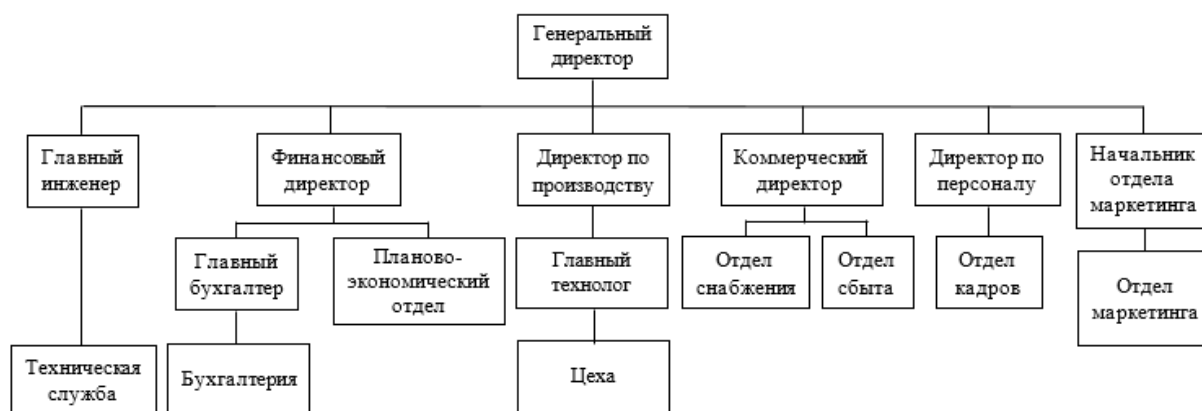 Генеральный
директор
Главный
инженер
Финансовый
директор
Директор по
производству
Коммерческий
директор
Директор по
персоналу
Начальник
отдела
маркетинга
Главный
бухгалтер
Планово-
экономический
отдел
Главный
технолог
Отдел
снабжения
Отдел
сбыта
Отдел
кадров
Отдел
маркетинга
Техническая
служба
Бухгалтерия
Цеха